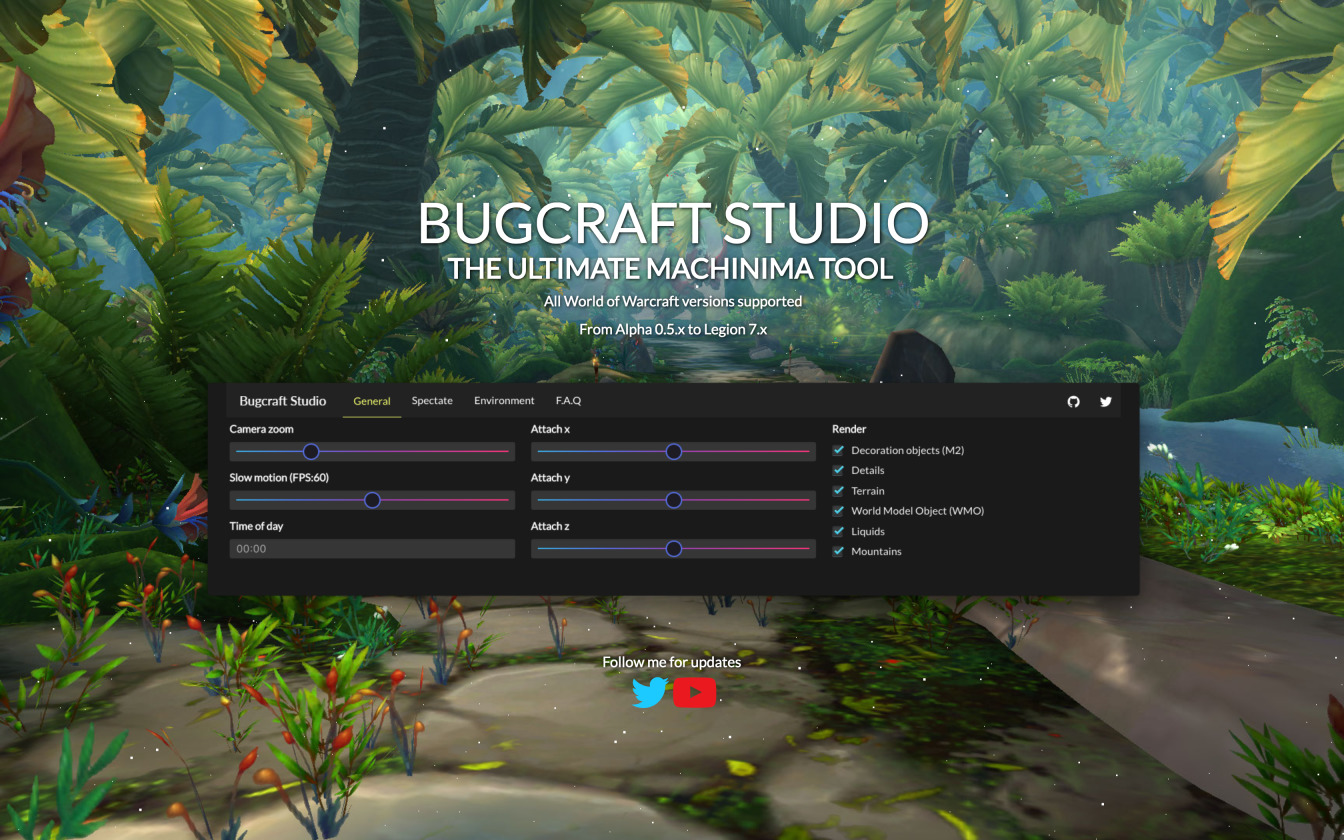 BUGCRAFT STUDIO
THE ULTIMATE MACHINIMA TOOL
All World of Warcraft versions supported
From Alpha 0.5.x to Legion 7.x
Bugcraft Studio General Spectate Environment F.A.Q
Camera zoom
Slow motion (FPS:60)
Time of day
00:00
Attach x
Attach y
Attach z
Render
Decoration objects (M2)
Details
Terrain
World Model Object (WMO)
Liquids
Mountains
Follow me for updates